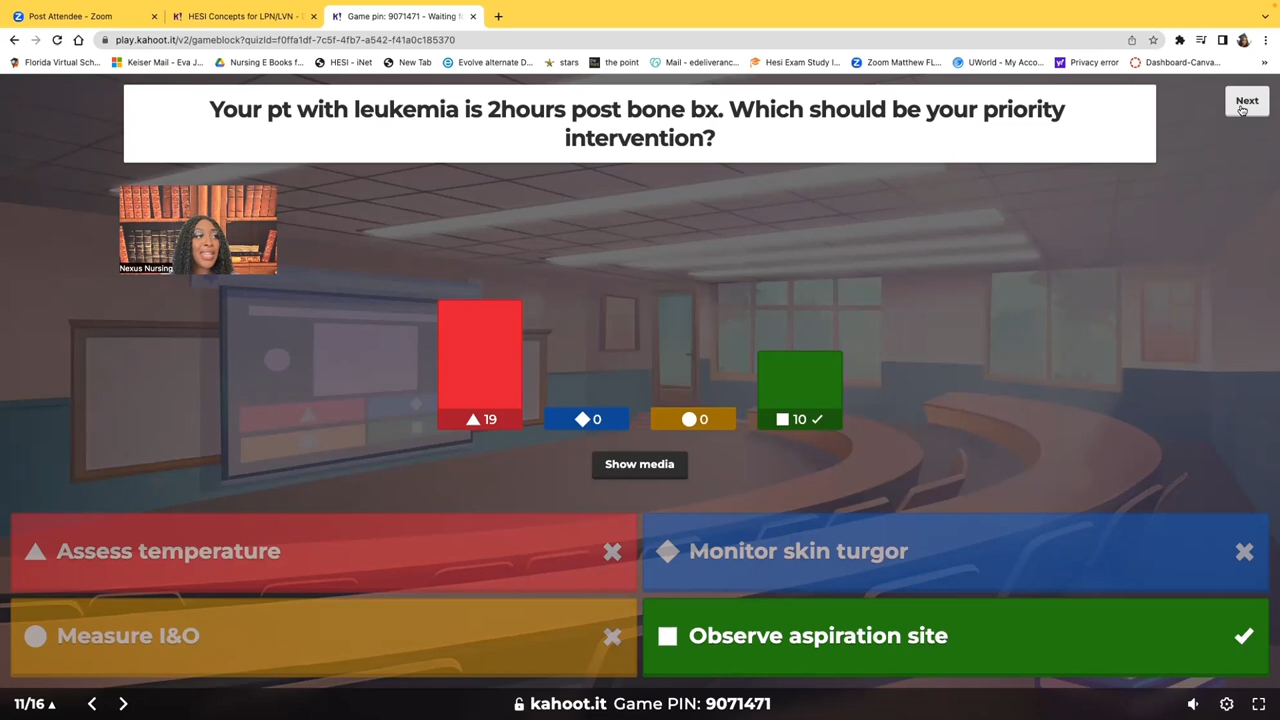 Post Attendee - Zoom
HESI Concepts for LPN/LVN -
Game pin: 9071471 - Waiting f
play.kahoot.it/v2/gameblock?quizId=f0ffa1df-7c5f-4fb7-a542-f41a0c185370
Florida Virtual Sch...
Keiser Mail - Eva J...
Nursing E Books f...
HESI - iNet
New Tab
Evolve alternate D...
stars
the point
Mail - edeliveranc...
Hesi Exam Study I...
Zoom Matthew FL...
UWorld - My Acco...
Privacy error
Dashboard-Canva...
»
Your pt with leukemia is 2hours post bone bx. Which should be your priority
intervention?
Next
Nexus Nursing
19
0
0
10
Show media
Assess temperature
Monitor skin turgor
Measure I&O
Observe aspiration site
11/16
kahoot.it Game PIN: 9071471